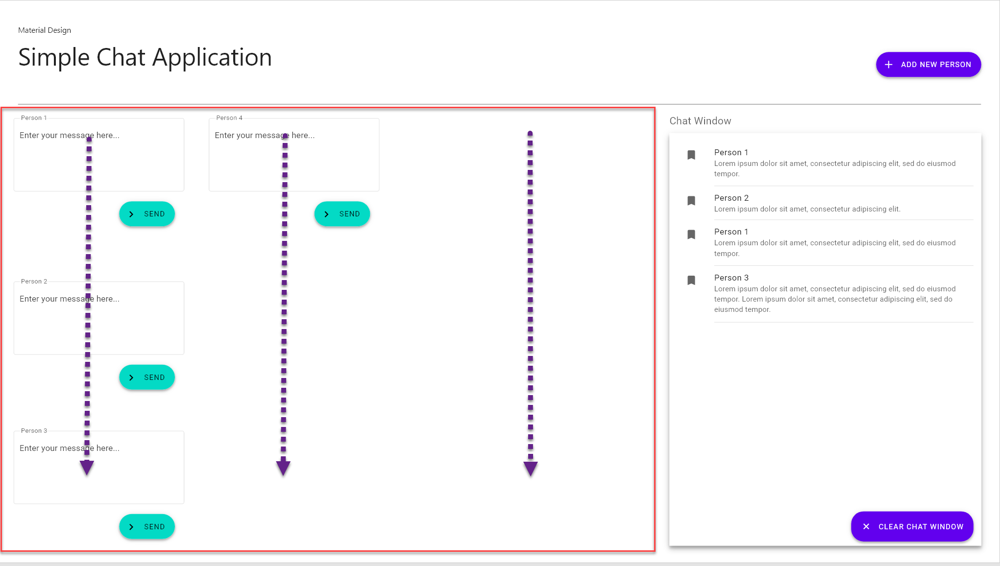 Material Design
Simple Chat Application
ADD NEW PERSON
Person 1
Enter your message here...
SEND
Person 2
Enter your message here...
SEND
Person 3
Enter your message here...
SEND
Person 4
Enter your message here...
SEND
Chat Window
Person 1
Lorem ipsum dolor sit amet, consectetur adipiscing elit, sed do eiusmod
tempor.
Person 2
Lorem ipsum dolor sit amet, consectetur adipiscing elit.
Person 1
Lorem ipsum dolor sit amet, consectetur adipiscing elit, sed do eiusmod
tempor.
Person 3
Lorem ipsum dolor sit amet, consectetur adipiscing elit, sed do eiusmod
tempor. Lorem ipsum dolor sit amet, consectetur adipiscing elit, sed do
eiusmod tempor.
CLEAR CHAT WINDOW